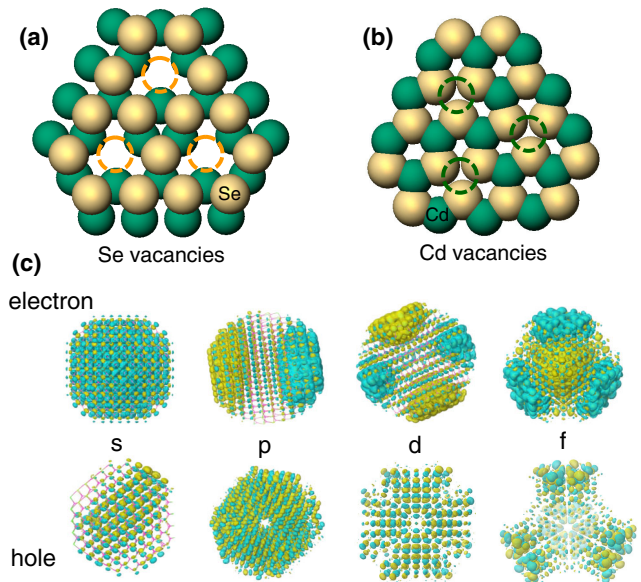 (a)
(b)
Se
Cd
Se vacancies
Cd vacancies
(c)
electron
s
p
d
f
hole